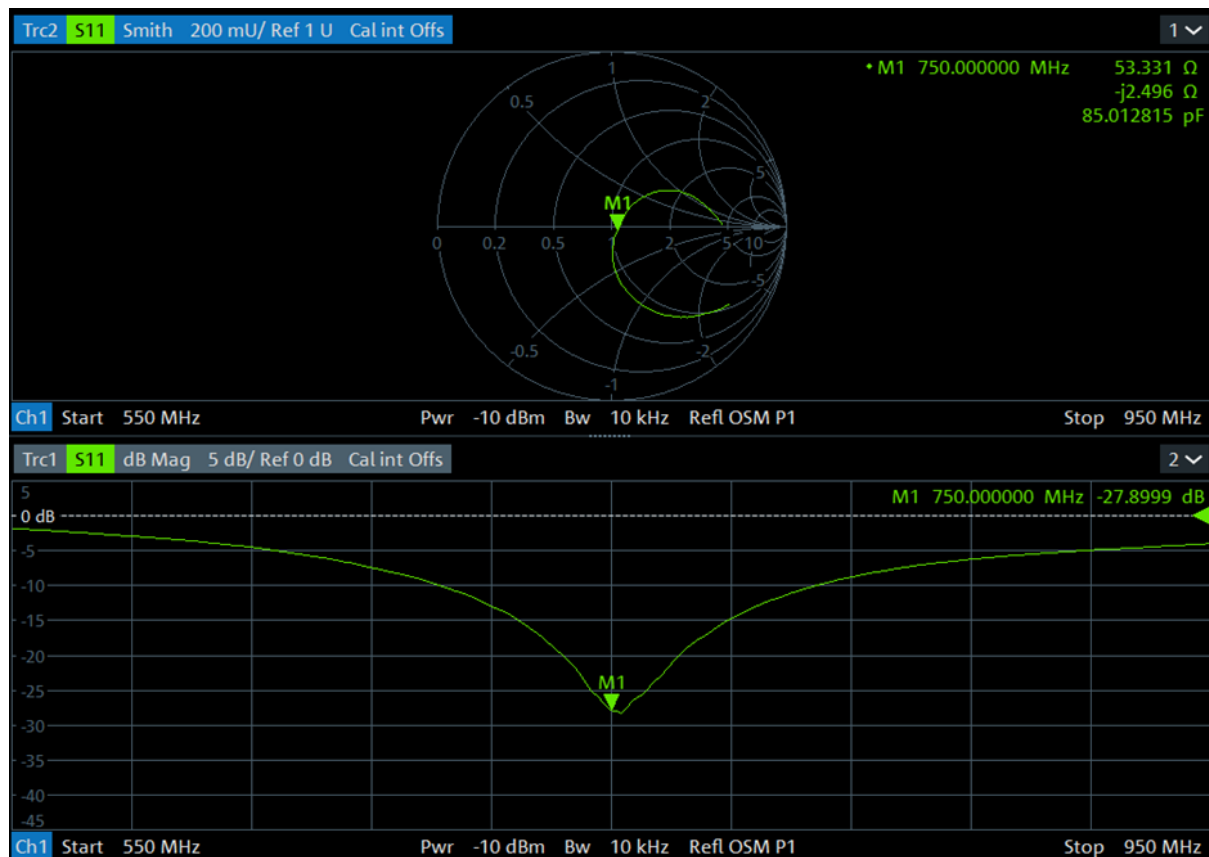 Trc2 S11 Smith 200 mU/ Ref 1 U Cal int Offs 1
• M1 750.000000 MHz 53.331 Ω
-j2.496 Ω
85.012815 pF
1
0.5 2
5
M1
0 0.2 0.5 1 2 5 10
-5
-0.5 -2
-1
Ch1 Start 550 MHz Pwr -10 dBm Bw 10 kHz Refl OSM P1 Stop 950 MHz
Trc1 S11 dB Mag 5 dB/ Ref 0 dB Cal int Offs 2
5 M1 750.000000 MHz -27.8999 dB
0 dB
-5
-10
-15
-20
-25 M1
-30
-35
-40
-45
Ch1 Start 550 MHz Pwr -10 dBm Bw 10 kHz Refl OSM P1 Stop 950 MHz